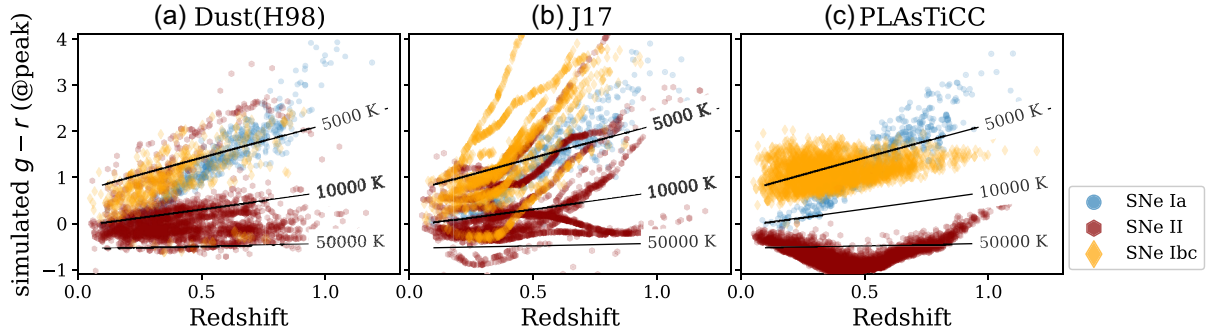 (a) Dust(H98)
(b) J17
(c) PLAsTiCC
simulated g − r (@peak)
4
3
2
1
0
−1
5000 K
10000 K
50000 K
5000 K
10000 K
50000 K
5000 K
10000 K
50000 K
0.0 0.5 1.0
0.0 0.5 1.0
0.0 0.5 1.0
Redshift
Redshift
Redshift
SNe Ia
SNe II
SNe Ibc